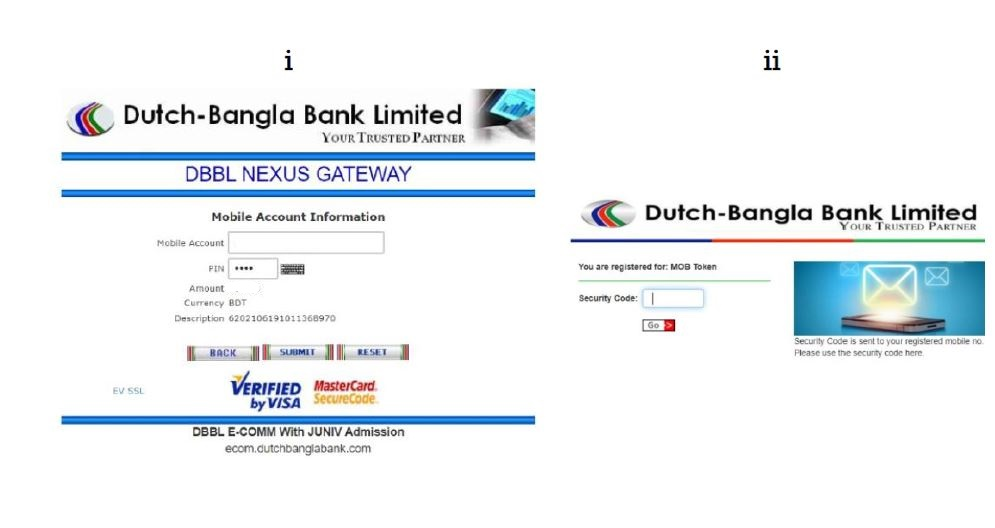 i
Dutch-Bangla Bank Limited
YOUR TRUSTED PARTNER
DBBL NEXUS GATEWAY
Mobile Account Information
Mobile Account
PIN ****
Amount
Currency BDT
Description 6202106191011368970
BACK SUBMIT RESET
EV SSL
VERIFIED by VISA
MasterCard.
SecureCode.
DBBL E-COMM With JUNIV Admission
ecom.dutchbanglabank.com
ii
Dutch-Bangla Bank Limited
YOUR TRUSTED PARTNER
You are registered for: MOB Token
Security Code:
Go >
Security Code is sent to your registered mobile no.
Please use the security code here.